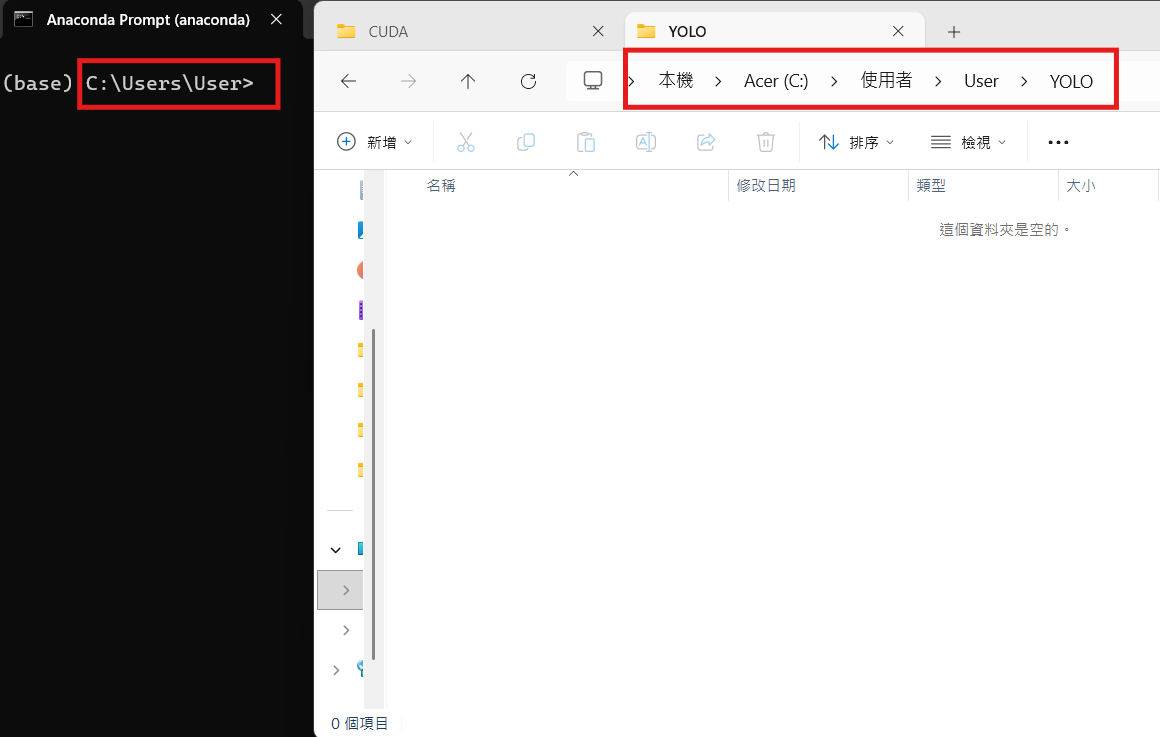 Anaconda Prompt (anaconda)
(base) C:\Users\User>
CUDA
YOLO
本機 > Acer (C:) > 使用者 > User > YOLO
新增
排序
檢視
名稱
修改日期
類型
大小
這個資料夾是空的。
0 個項目